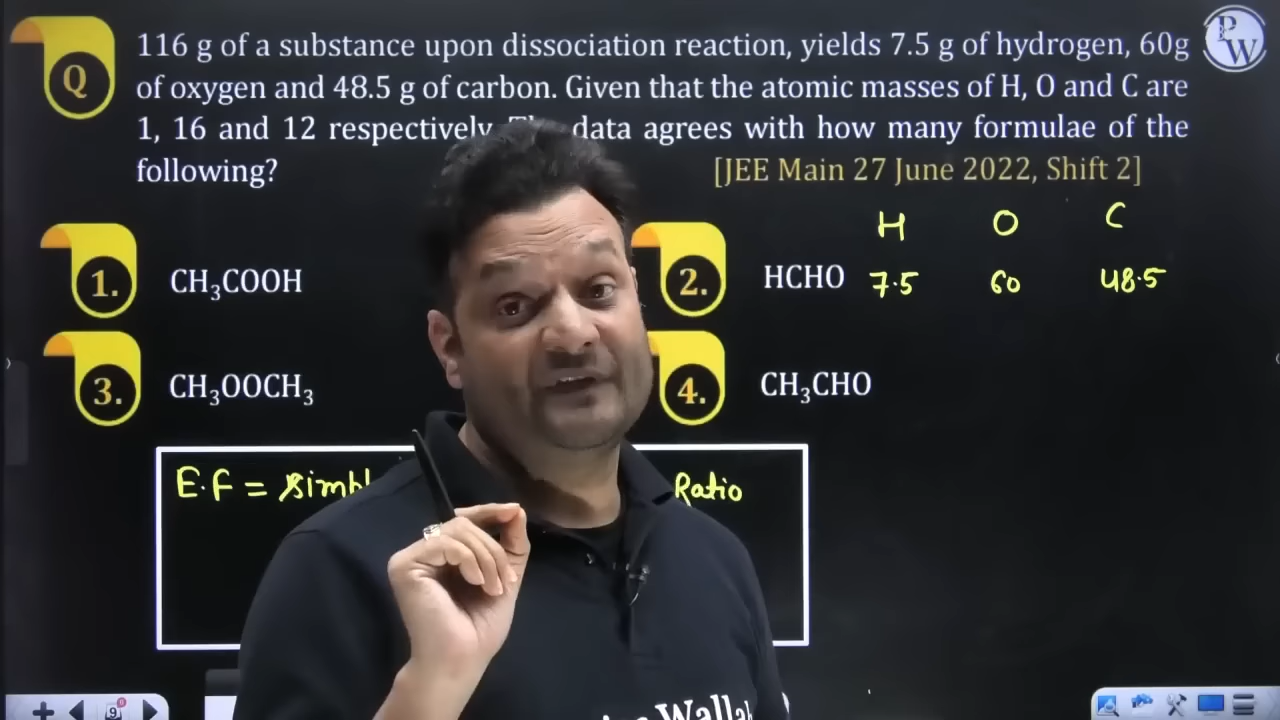 Q
116 g of a substance upon dissociation reaction, yields 7.5 g of hydrogen, 60g
of oxygen and 48.5 g of carbon. Given that the atomic masses of H, O and C are
1, 16 and 12 respectively data agrees with how many formulae of the
following? [JEE Main 27 June 2022, Shift 2]
PW
H O C
1. CH₃COOH
2. HCHO 7.5 60 48.5
3. CH₃OOCH₃
4. CH₃CHO
E.F = Ratio